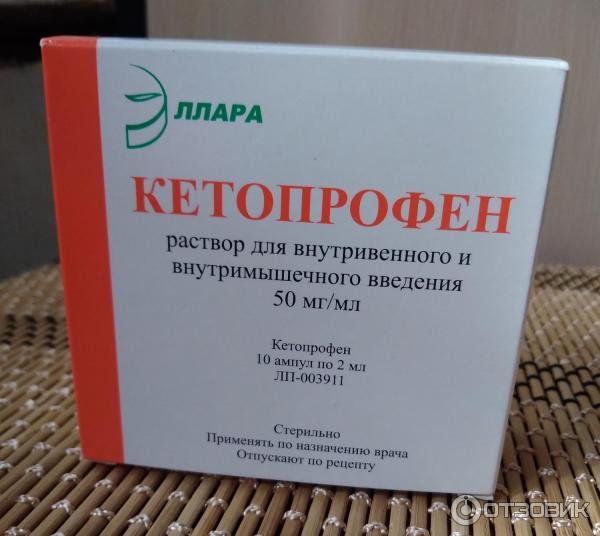 ЭЛЛАРА
КЕТОПРОФЕН
раствор для внутривенного и
внутримышечного введения
50 мг/мл
Кетопрофен
10 ампул по 2 мл
ЛП-003911
Стерильно
Применять по назначению врача
Отпускают по рецепту
ОТЗОВИК